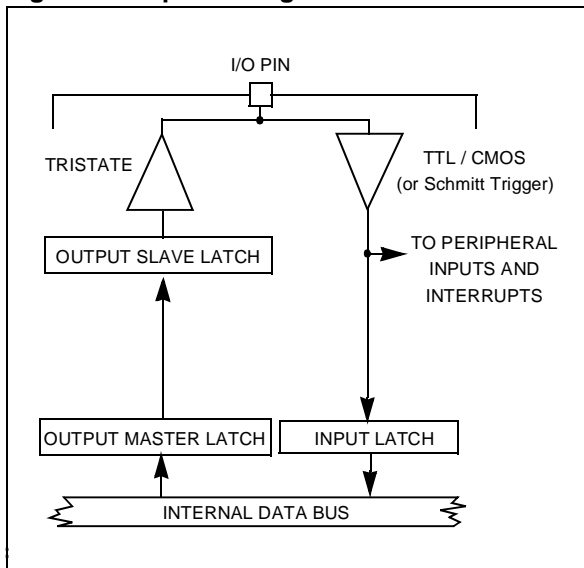 I/O PIN
TRISTATE
TTL / CMOS
(or Schmitt Trigger)
OUTPUT SLAVE LATCH
TO PERIPHERAL
INPUTS AND
INTERRUPTS
OUTPUT MASTER LATCH
INPUT LATCH
INTERNAL DATA BUS